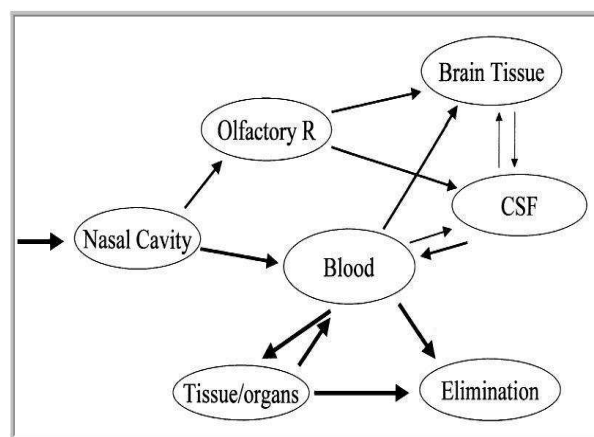 Brain Tissue
Olfactory R
CSF
Nasal Cavity
Blood
Tissue/organs
Elimination